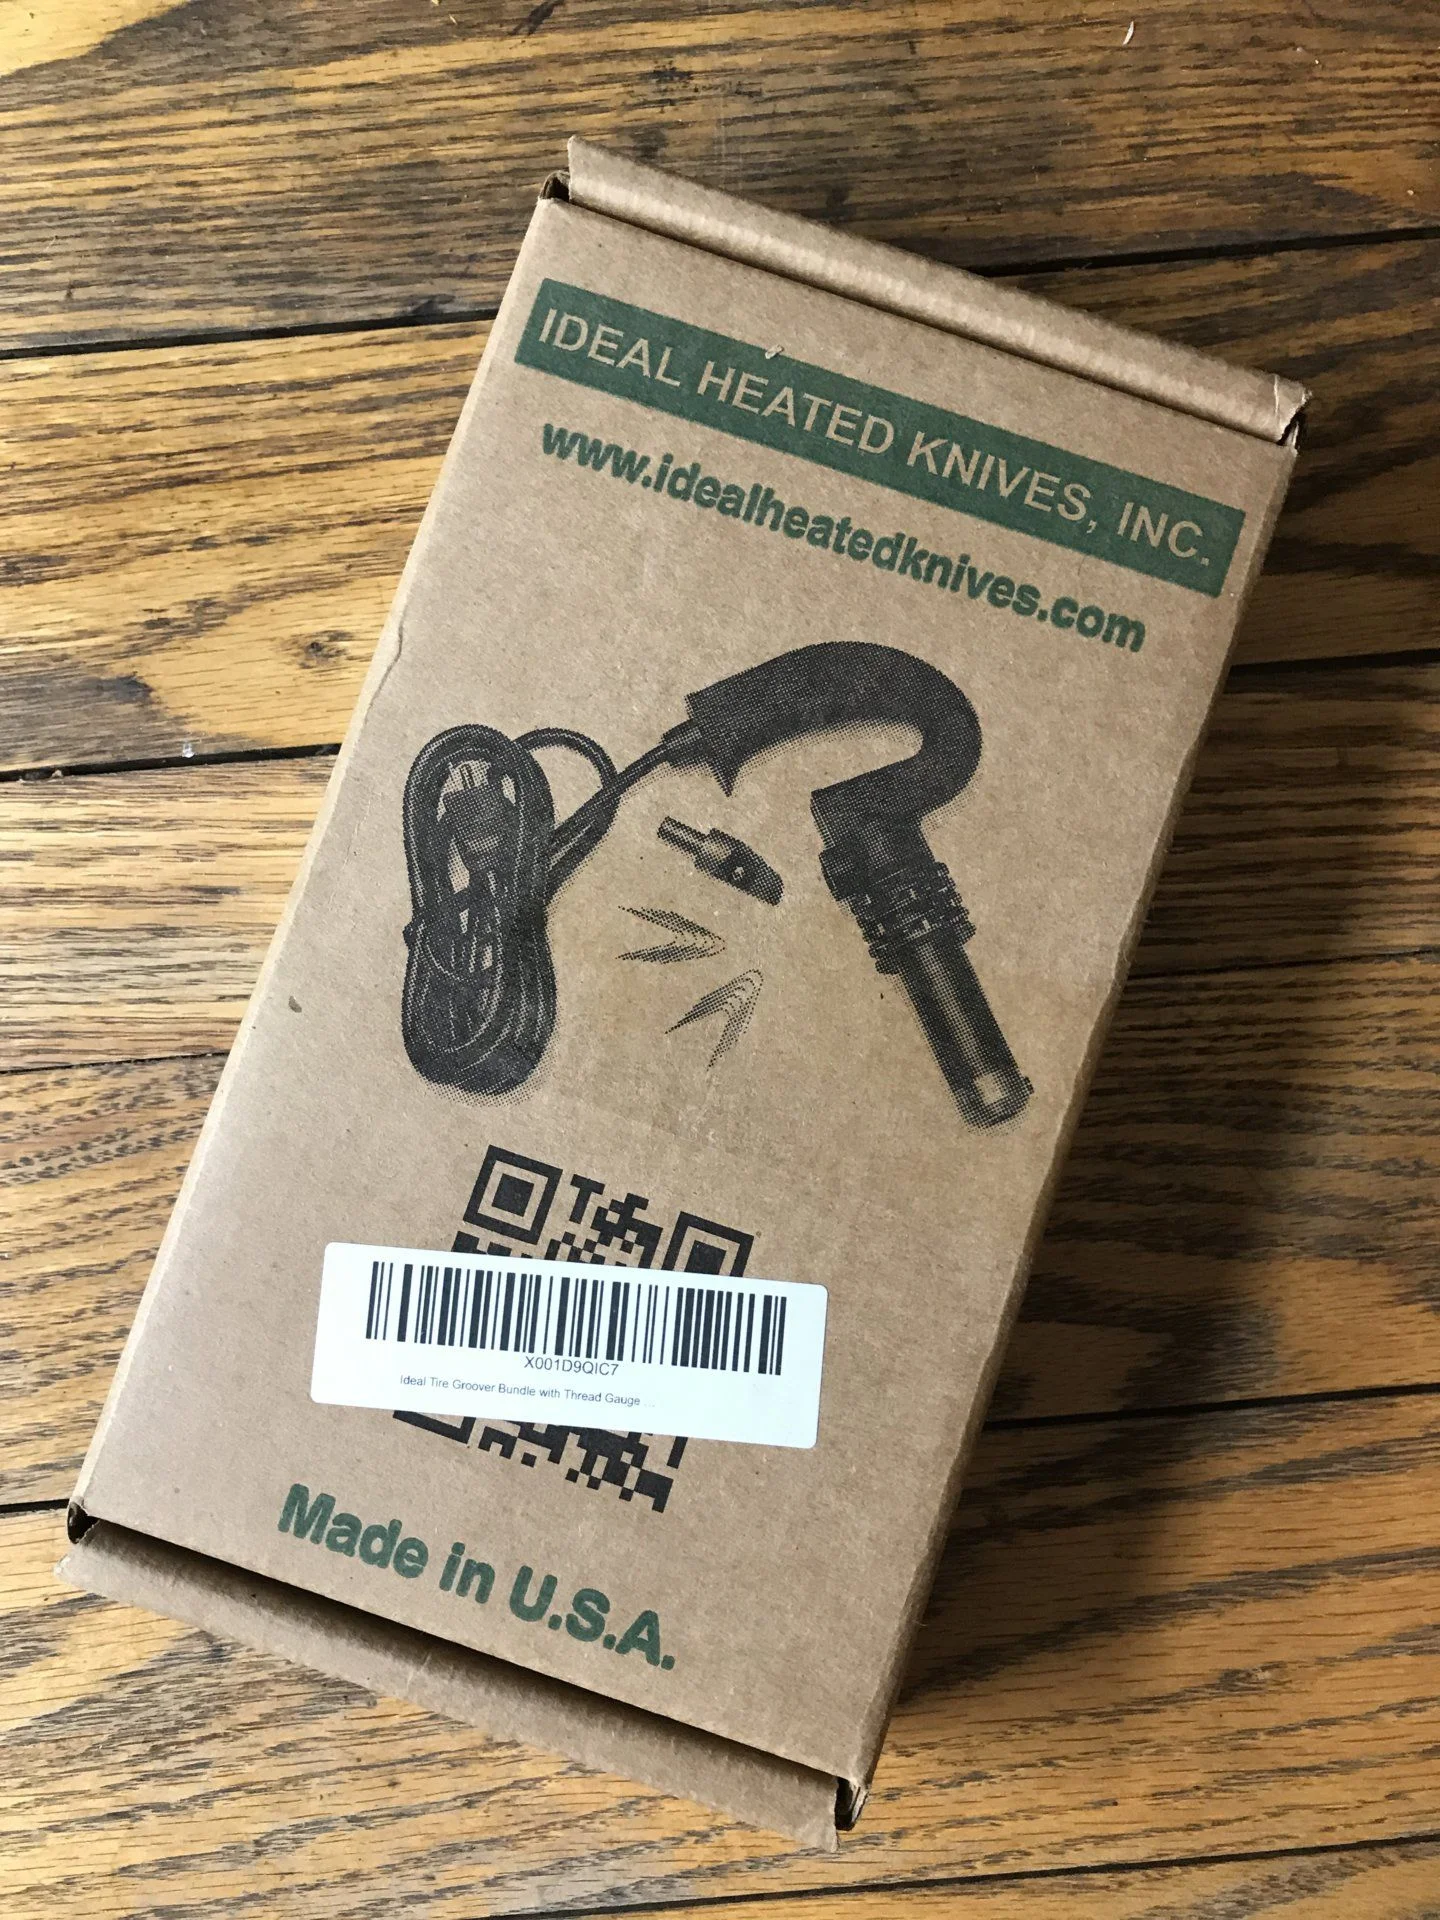 IDEAL HEATED KNIVES, INC.
www.idealheatedknives.com
X001D9QIC7
Ideal Tire Groover Bundle with Thread Gauge ...
Made in U.S.A.